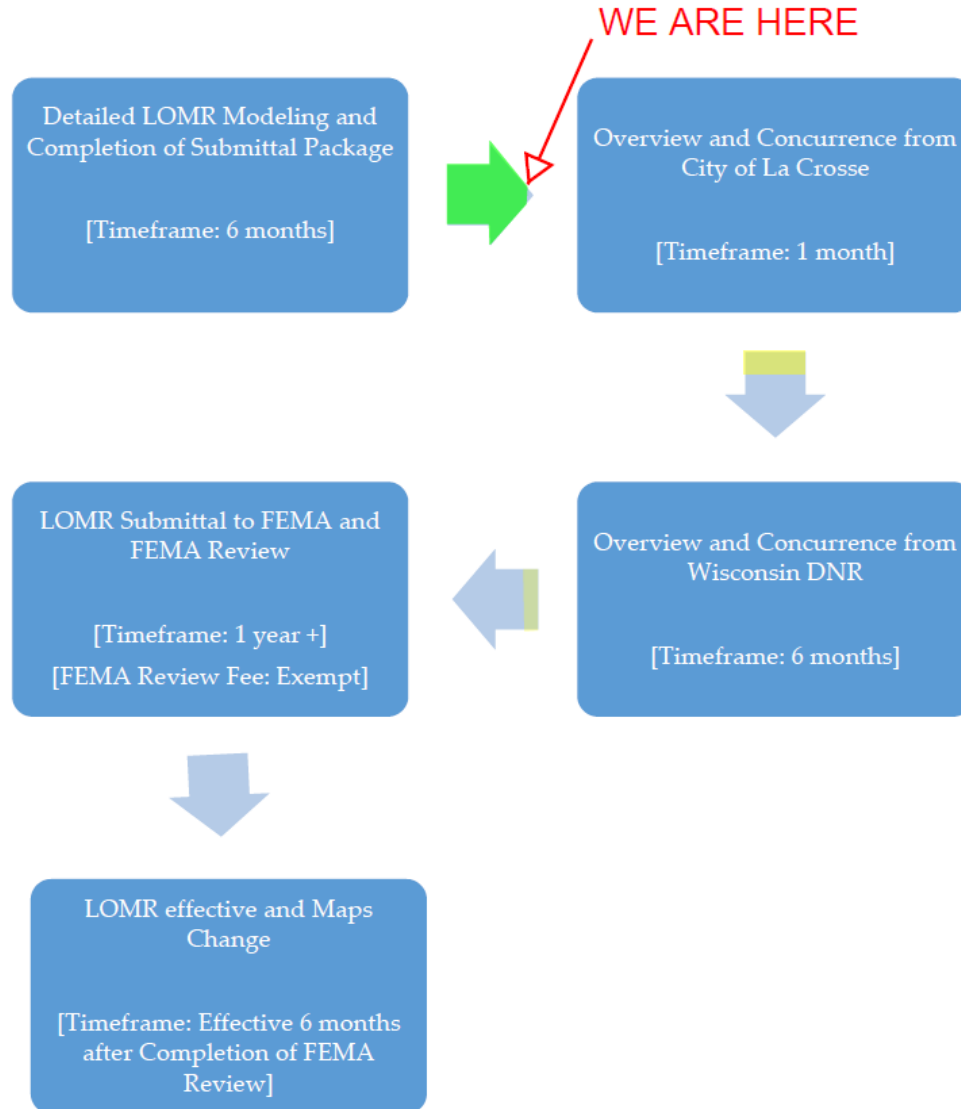 WE ARE HERE
Detailed LOMR Modeling and
Completion of Submittal Package
[Timeframe: 6 months]
Overview and Concurrence from
City of La Crosse
[Timeframe: 1 month]
Overview and Concurrence from
Wisconsin DNR
[Timeframe: 6 months]
LOMR Submittal to FEMA and
FEMA Review
[Timeframe: 1 year +]
[FEMA Review Fee: Exempt]
LOMR effective and Maps
Change
[Timeframe: Effective 6 months
after Completion of FEMA
Review]